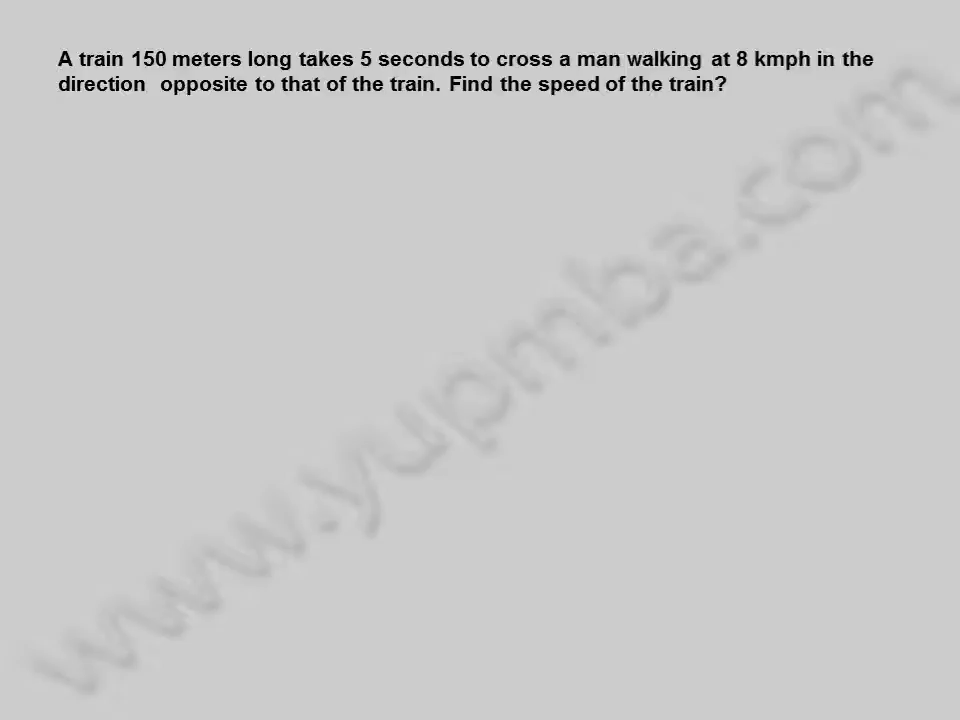 A train 150 meters long takes 5 seconds to cross a man walking at 8 kmph in the
direction  opposite to that of the train. Find the speed of the train?
www.yupmba.com